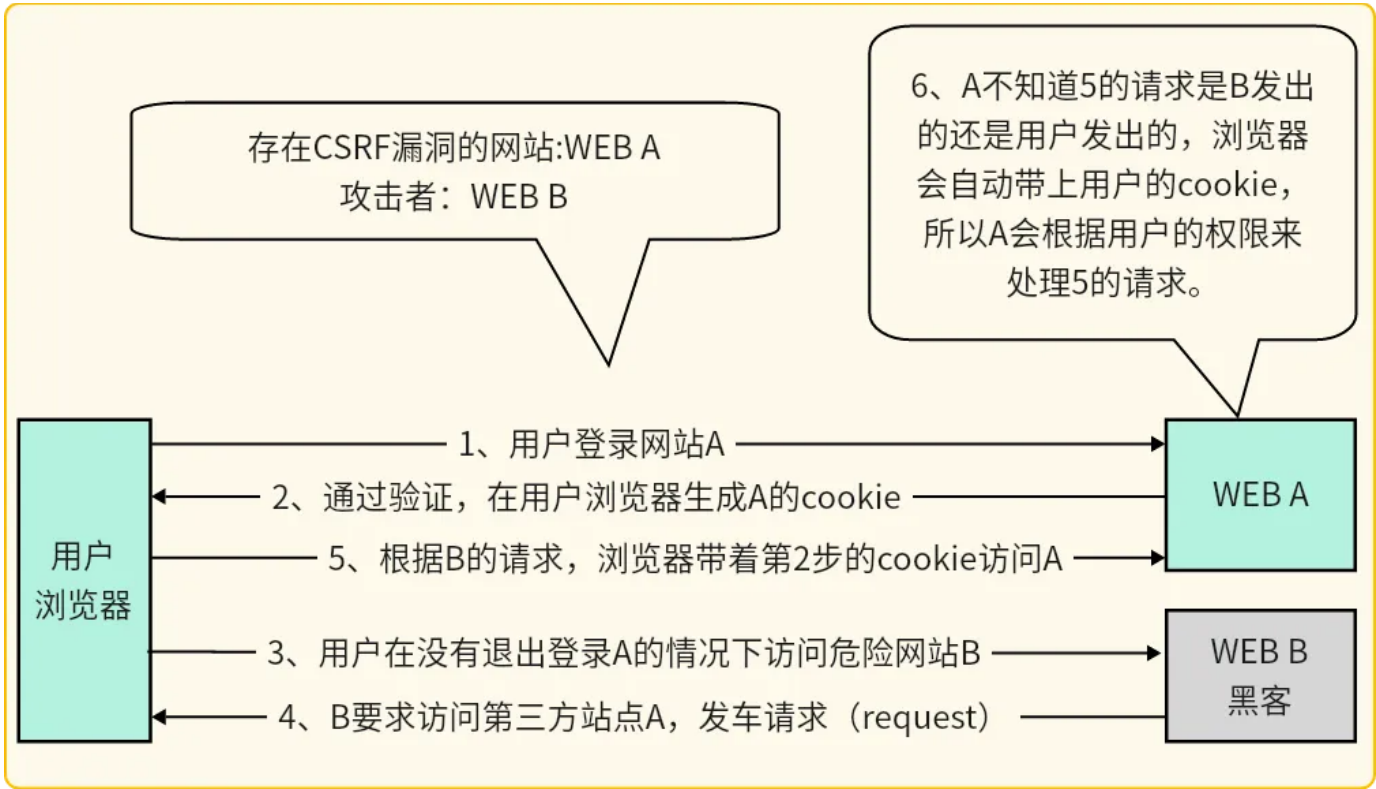 存在CSRF漏洞的网站:WEB A
攻击者：WEB B
6、A不知道5的请求是B发出
的还是用户发出的，浏览器
会自动带上用户的cookie，
所以A会根据用户的权限来
处理5的请求。
1、用户登录网站A
2、通过验证，在用户浏览器生成A的cookie
5、根据B的请求，浏览器带着第2步的cookie访问A
3、用户在没有退出登录A的情况下访问危险网站B
4、B要求访问第三方站点A，发车请求（request）
用户
浏览器
WEB A
WEB B
黑客